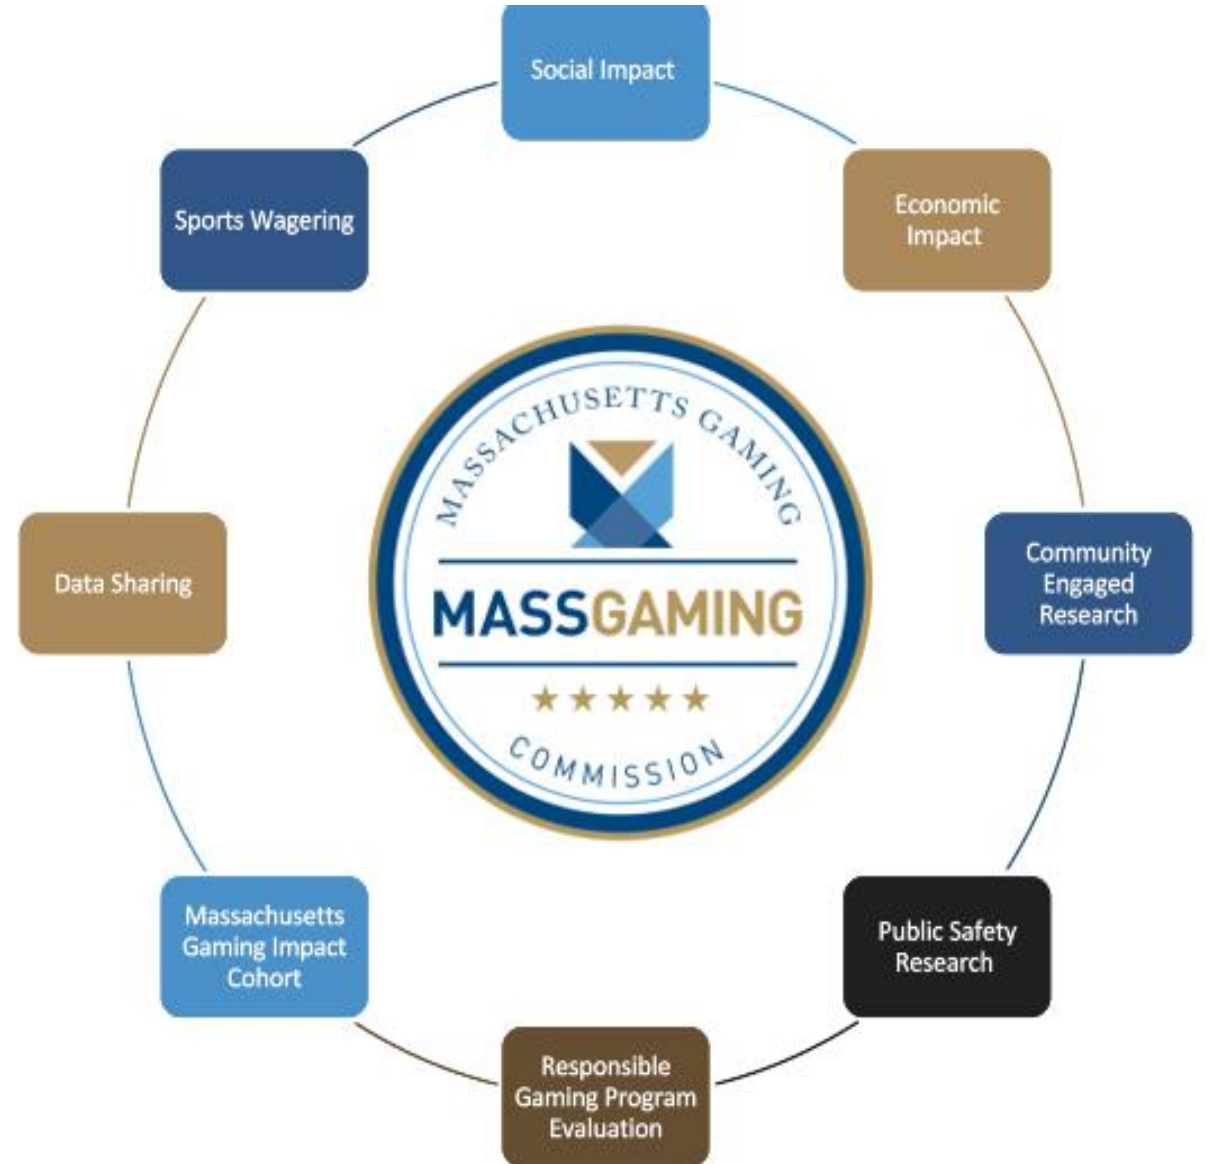 Social Impact
Economic
Impact
Community
Engaged
Research
Public Safety
Research
Responsible
Gaming Program
Evaluation
Massachusetts
Gaming Impact
Cohort
Data Sharing
Sports Wagering
MASSACHUSETTS GAMING
MASSGAMING
COMMISSION